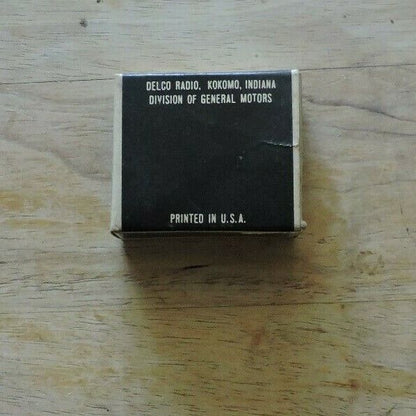 DELCO RADIO, KOKOMO, INDIANA
DIVISION OF GENERAL MOTORS
PRINTED IN U.S.A.